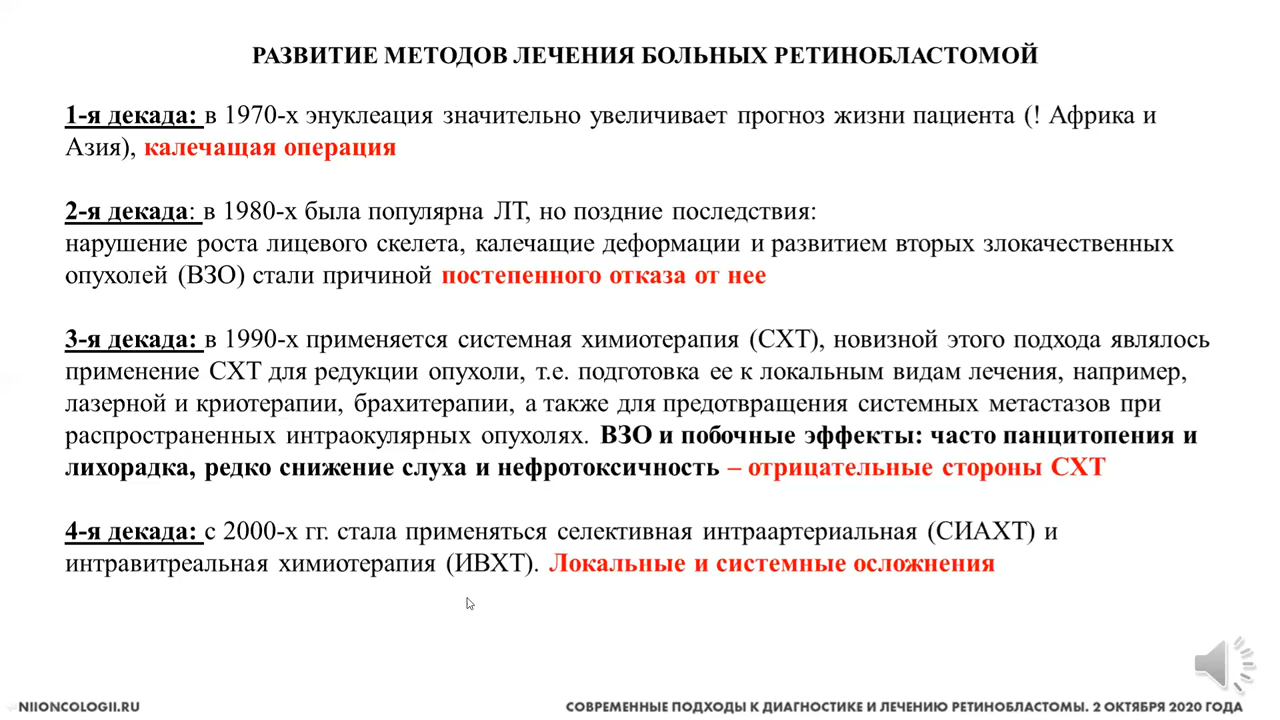 РАЗВИТИЕ МЕТОДОВ ЛЕЧЕНИЯ БОЛЬНЫХ РЕТИНОБЛАСТОМОЙ
1-я декада: в 1970-х энуклеация значительно увеличивает прогноз жизни пациента (! Африка и
Азия), калечащая операция
2-я декада: в 1980-х была популярна ЛТ, но поздние последствия:
нарушение роста лицевого скелета, калечащие деформации и развитием вторых злокачественных
опухолей (ВЗО) стали причиной постепенного отказа от нее
3-я декада: в 1990-х применяется системная химиотерапия (СХТ), новизной этого подхода являлось
применение СХТ для редукции опухоли, т.е. подготовка ее к локальным видам лечения, например,
лазерной и криотерапии, брахитерапии, а также для предотвращения системных метастазов при
распространенных интраокулярных опухолях. ВЗО и побочные эффекты: часто панцитопения и
лихорадка, редко снижение слуха и нефротоксичность – отрицательные стороны СХТ
4-я декада: с 2000-х гг. стала применяться селективная интраартериальная (СИАХТ) и
интравитреальная химиотерапия (ИВХТ). Локальные и системные осложнения
NIIONCOLOGII.RU
СОВРЕМЕННЫЕ ПОДХОДЫ К ДИАГНОСТИКЕ И ЛЕЧЕНИЮ РЕТИНОБЛАСТОМЫ. 2 ОКТЯБРЯ 2020 ГОДА